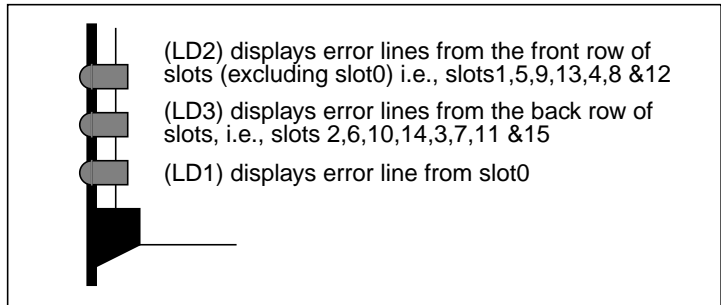 (LD2) displays error lines from the front row of
slots (excluding slot0) i.e., slots1,5,9,13,4,8 &12
(LD3) displays error lines from the back row of
slots, i.e., slots 2,6,10,14,3,7,11 &15
(LD1) displays error line from slot0